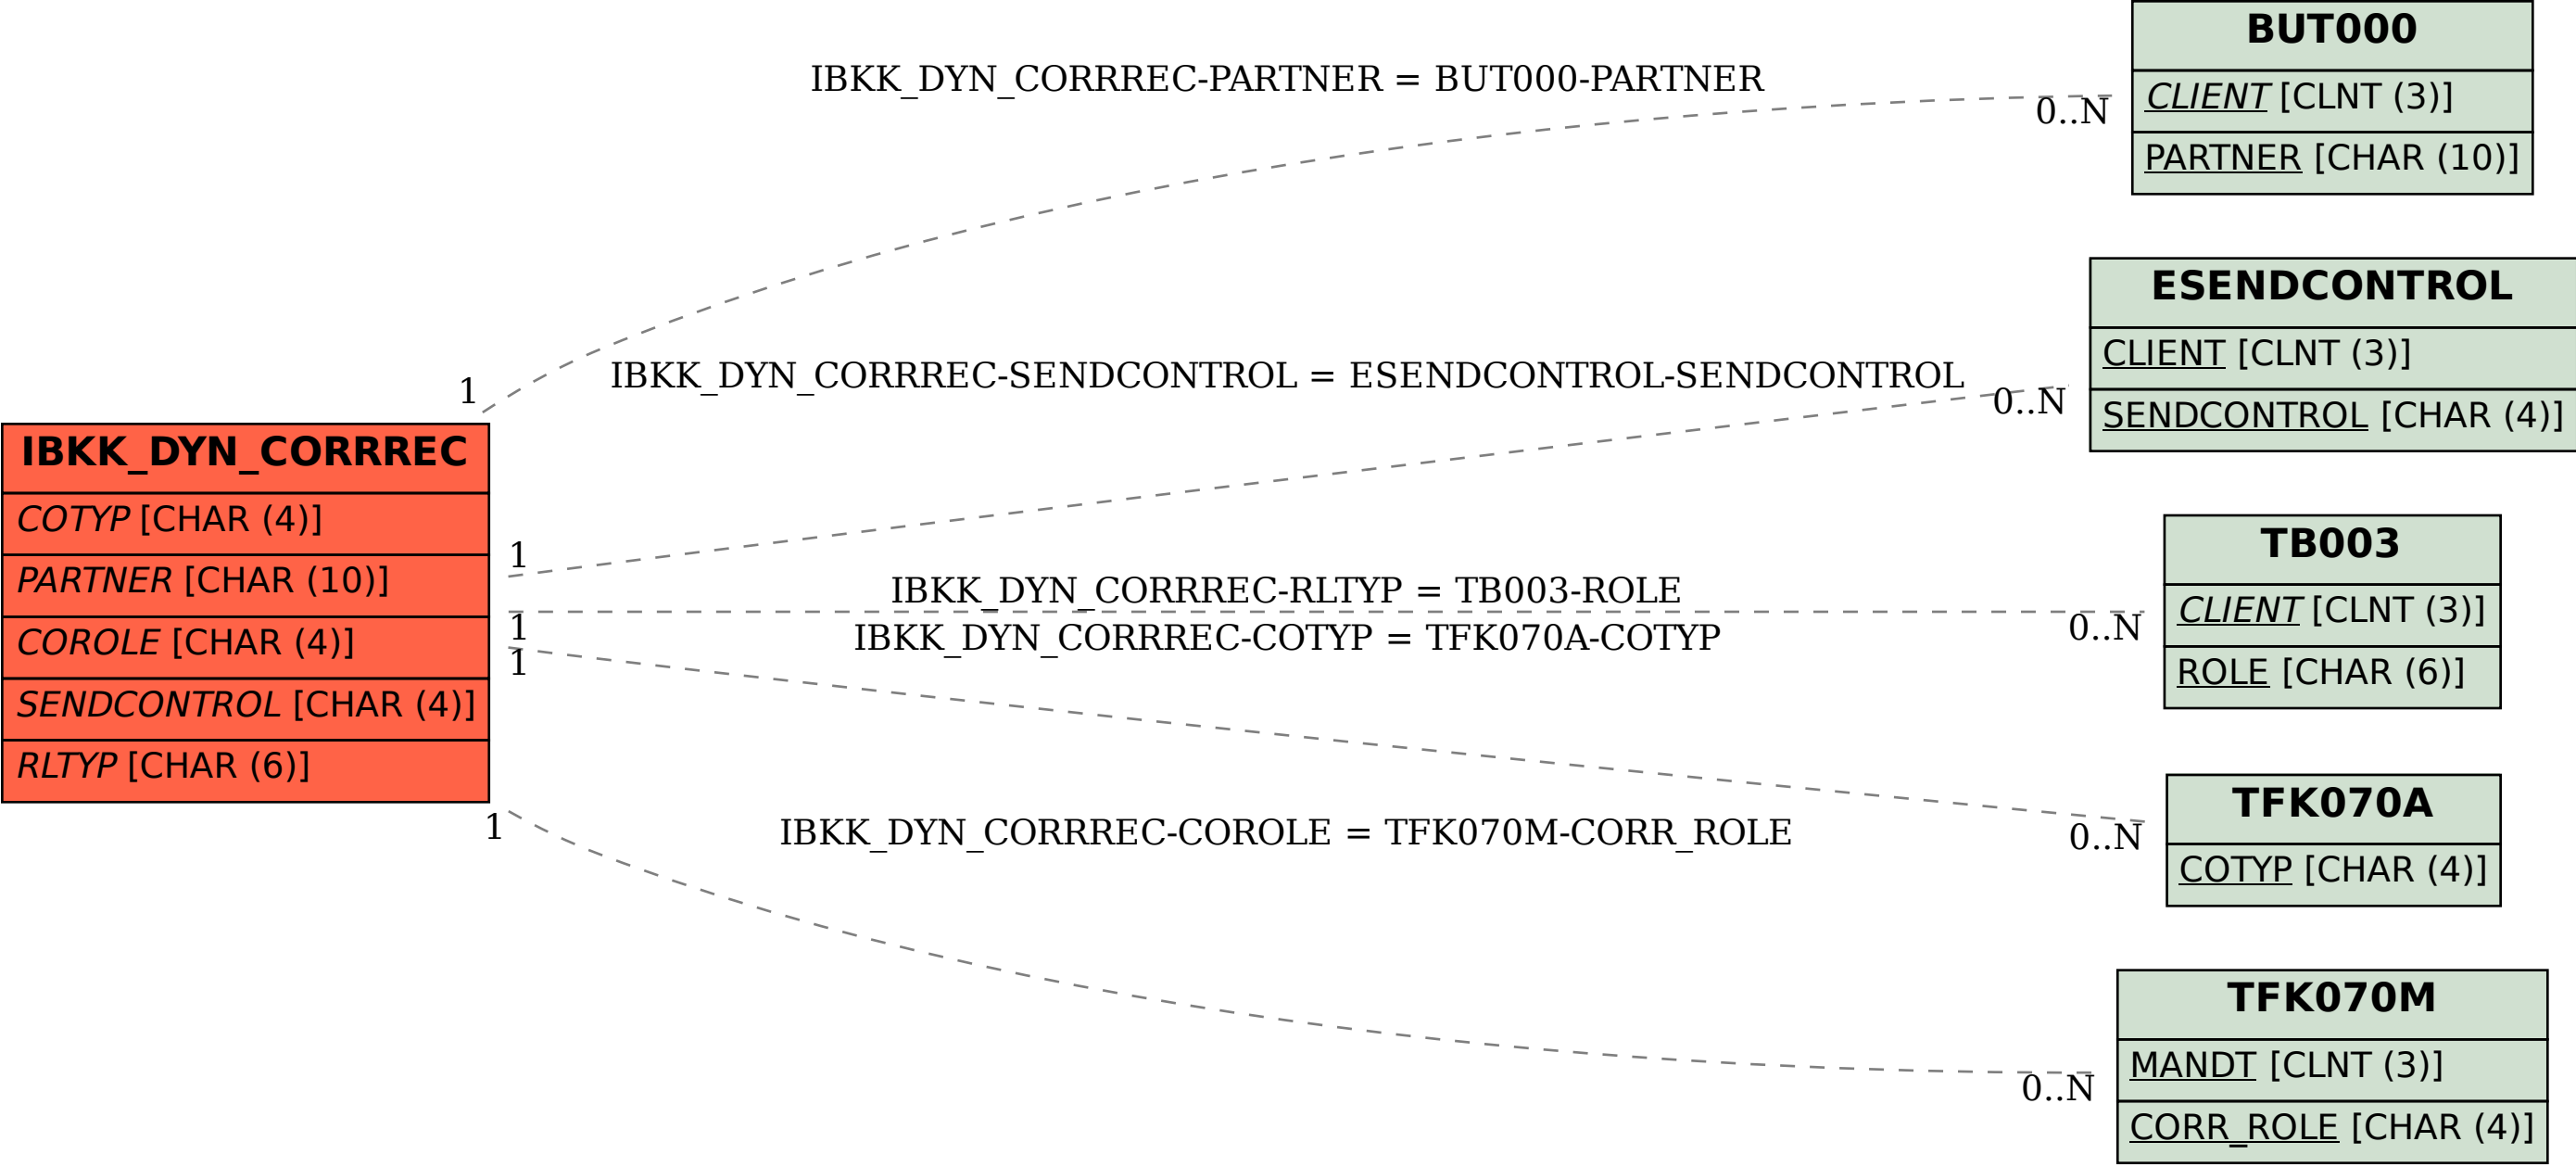 BUT000
CLIENT [CLNT (3)]
PARTNER [CHAR (10)]
IBKK_DYN_CORRREC-PARTNER = BUT000-PARTNER
0..N
1
ESENDCONTROL
CLIENT [CLNT (3)]
SENDCONTROL [CHAR (4)]
IBKK_DYN_CORRREC-SENDCONTROL = ESENDCONTROL-SENDCONTROL
0..N
1
IBKK_DYN_CORRREC
COTYP [CHAR (4)]
PARTNER [CHAR (10)]
COROLE [CHAR (4)]
SENDCONTROL [CHAR (4)]
RLTYP [CHAR (6)]
IBKK_DYN_CORRREC-RLTYP = TB003-ROLE
1
0..N
TB003
CLIENT [CLNT (3)]
ROLE [CHAR (6)]
IBKK_DYN_CORRREC-COTYP = TFK070A-COTYP
1
0..N
TFK070A
COTYP [CHAR (4)]
IBKK_DYN_CORRREC-COROLE = TFK070M-CORR_ROLE
1
0..N
TFK070M
MANDT [CLNT (3)]
CORR_ROLE [CHAR (4)]